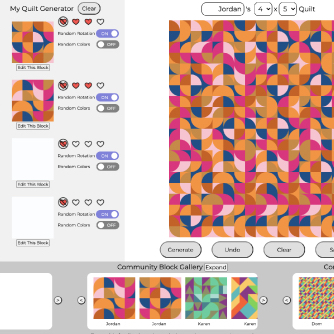 My Quilt Generator Clear
Jordan 's 4 x 5 Quilt
Random Rotation ON
Random Colors OFF
Edit This Block
Random Rotation ON
Random Colors OFF
Edit This Block
Random Rotation ON
Random Colors OFF
Edit This Block
Random Rotation ON
Random Colors OFF
Edit This Block
Generate Undo Clear
Community Block Gallery Expand
Jordan Jordan Karen Karen